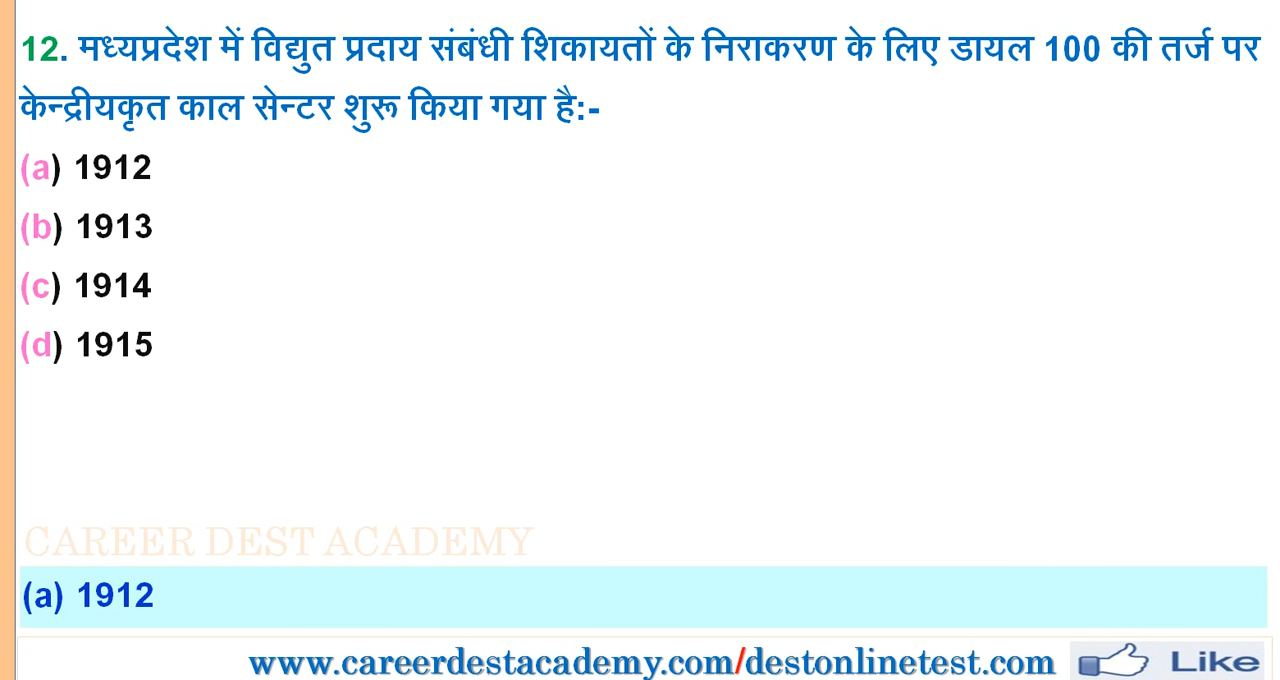 12. मध्यप्रदेश में विद्युत प्रदाय संबंधी शिकायतों के निराकरण के लिए डायल 100 की तर्ज पर
केन्द्रीयकृत काल सेन्टर शुरू किया गया है:-
(a) 1912
(b) 1913
(c) 1914
(d) 1915
CAREER DEST ACADEMY
(a) 1912
www.careerdestacademy.com/destonlinetest.com Like